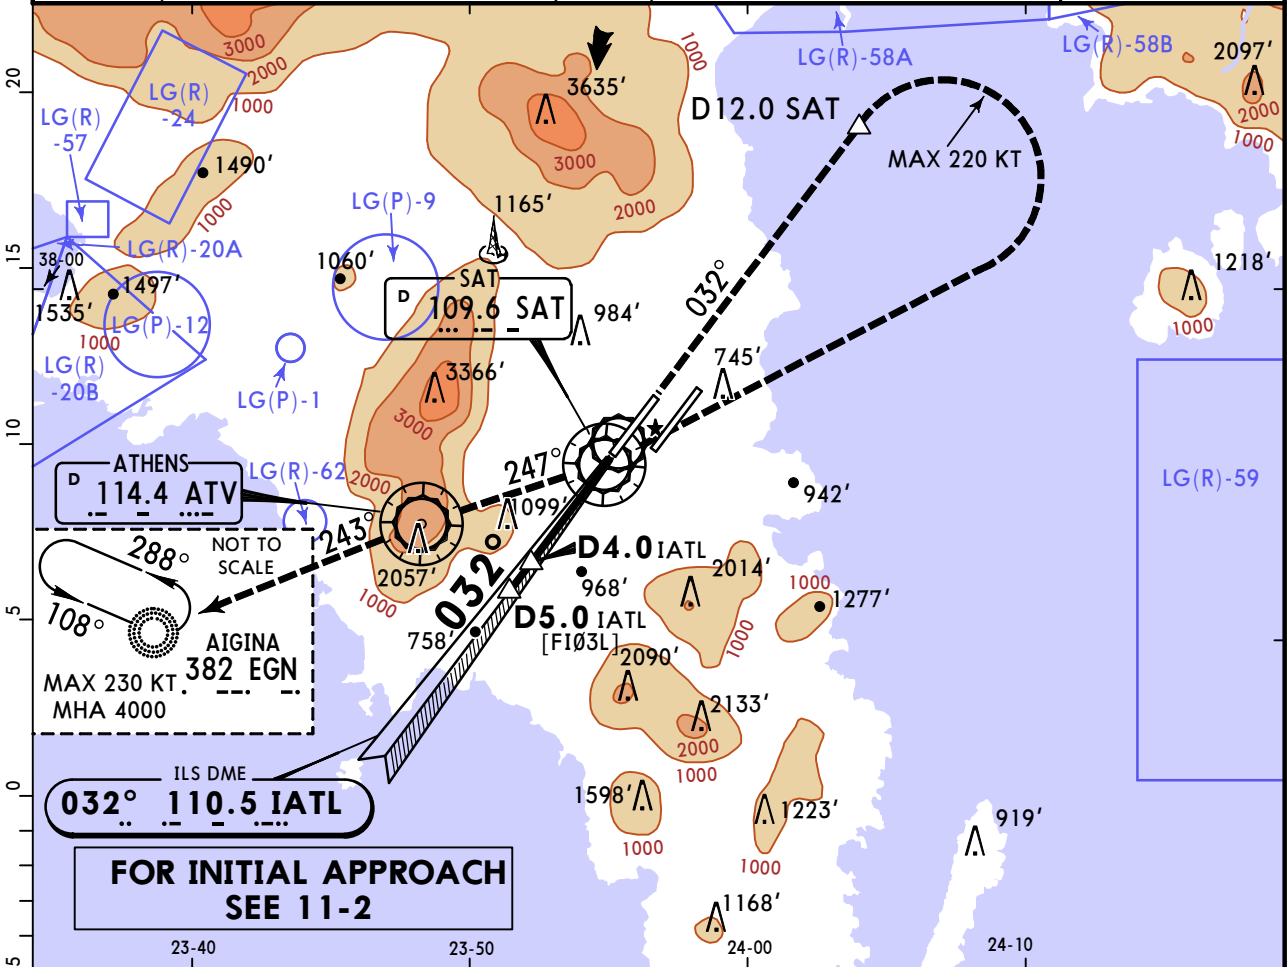 3000
2000
1000
LG(R)
-24
LG(R)
-57
1490'
1000
LG(R)-20A
38-00
1535'
1497'
1000
LG(P)-12
LG(R)
-20B
LG(P)-1
1060'
LG(P)-9
1165'
3635'
3000
2000
1000
D12.0 SAT
MAX 220 KT
LG(R)-58A
LG(R)-58B
2097'
2000
1000
1218'
1000
SAT
D
109.6 SAT
984'
032°
745'
3366'
3000
2000
ATHENS
D
114.4 ATV
LG(R)-62
247°
1099'
942'
LG(R)-59
243°
NOT TO
SCALE
288°
108°
AIGINA
382 EGN
MAX 230 KT
MHA 4000
2057'
1000
032°
758'
D4.0 IATL
968'
D5.0 IATL
[FIØ3L]
2014'
1000
1000
1277'
2090'
2133'
2000
1000
1598'
1000
1223'
1000
919'
1168'
ILS DME
032° 110.5 IATL
FOR INITIAL APPROACH
SEE 11-2
20
15
10
5
0
5
23-40
23-50
24-00
24-10